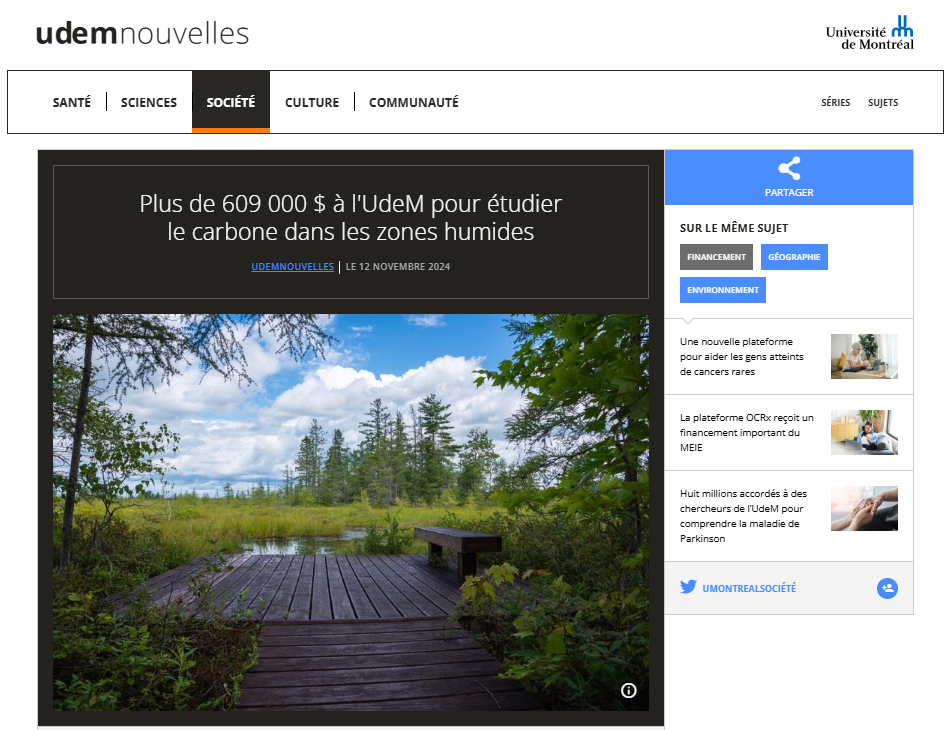 udemnouvelles
Université
de Montréal
SANTÉ
SCIENCES
SOCIÉTÉ
CULTURE
COMMUNAUTÉ
SÉRIES
SUJETS
Plus de 609 000 $ à l'UdeM pour étudier
le carbone dans les zones humides
UDEMNOUVELLES | LE 12 NOVEMBRE 2024
PARTAGER
SUR LE MÊME SUJET
FINANCEMENT
GÉOGRAPHIE
ENVIRONNEMENT
Une nouvelle plateforme
pour aider les gens atteints
de cancers rares
La plateforme OCRx reçoit un
financement important du
MEIE
Huit millions accordés à des
chercheurs de l'UdeM pour
comprendre la maladie de
Parkinson
UMONTREALSOCIÉTÉ